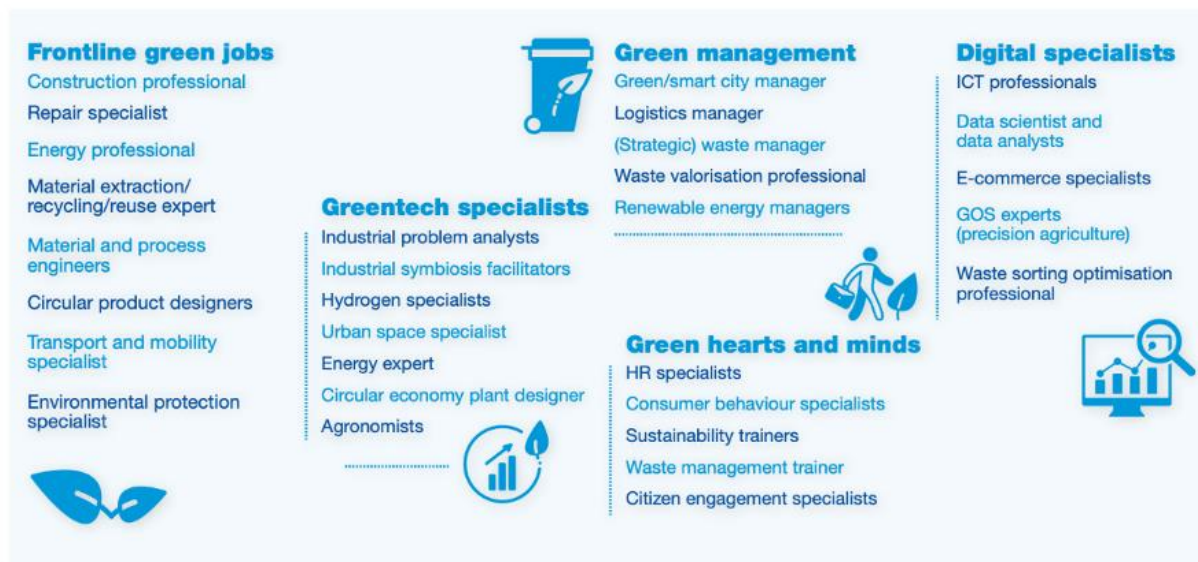 Frontline green jobs
Construction professional
Repair specialist
Energy professional
Material extraction/
recycling/reuse expert
Material and process
engineers
Circular product designers
Transport and mobility
specialist
Environmental protection
specialist
Greentech specialists
Industrial problem analysts
Industrial symbiosis facilitators
Hydrogen specialists
Urban space specialist
Energy expert
Circular economy plant designer
Agronomists
Green management
Green/smart city manager
Logistics manager
(Strategic) waste manager
Waste valorisation professional
Renewable energy managers
Green hearts and minds
HR specialists
Consumer behaviour specialists
Sustainability trainers
Waste management trainer
Citizen engagement specialists
Digital specialists
ICT professionals
Data scientist and
data analysts
E-commerce specialists
GOS experts
(precision agriculture)
Waste sorting optimisation
professional